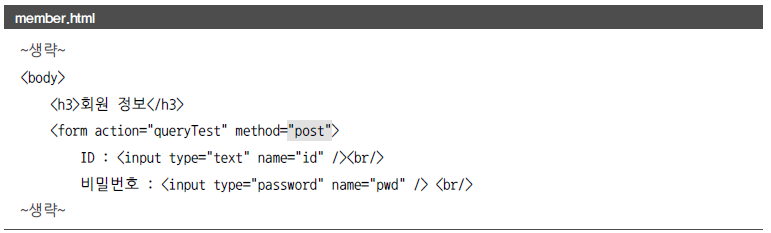 member.html
~생략~
<body>
<h3>회원 정보</h3>
<form action="queryTest" method="post">
ID : <input type="text" name="id" /><br/>
비밀번호 : <input type="password" name="pwd" /> <br/>
~생략~